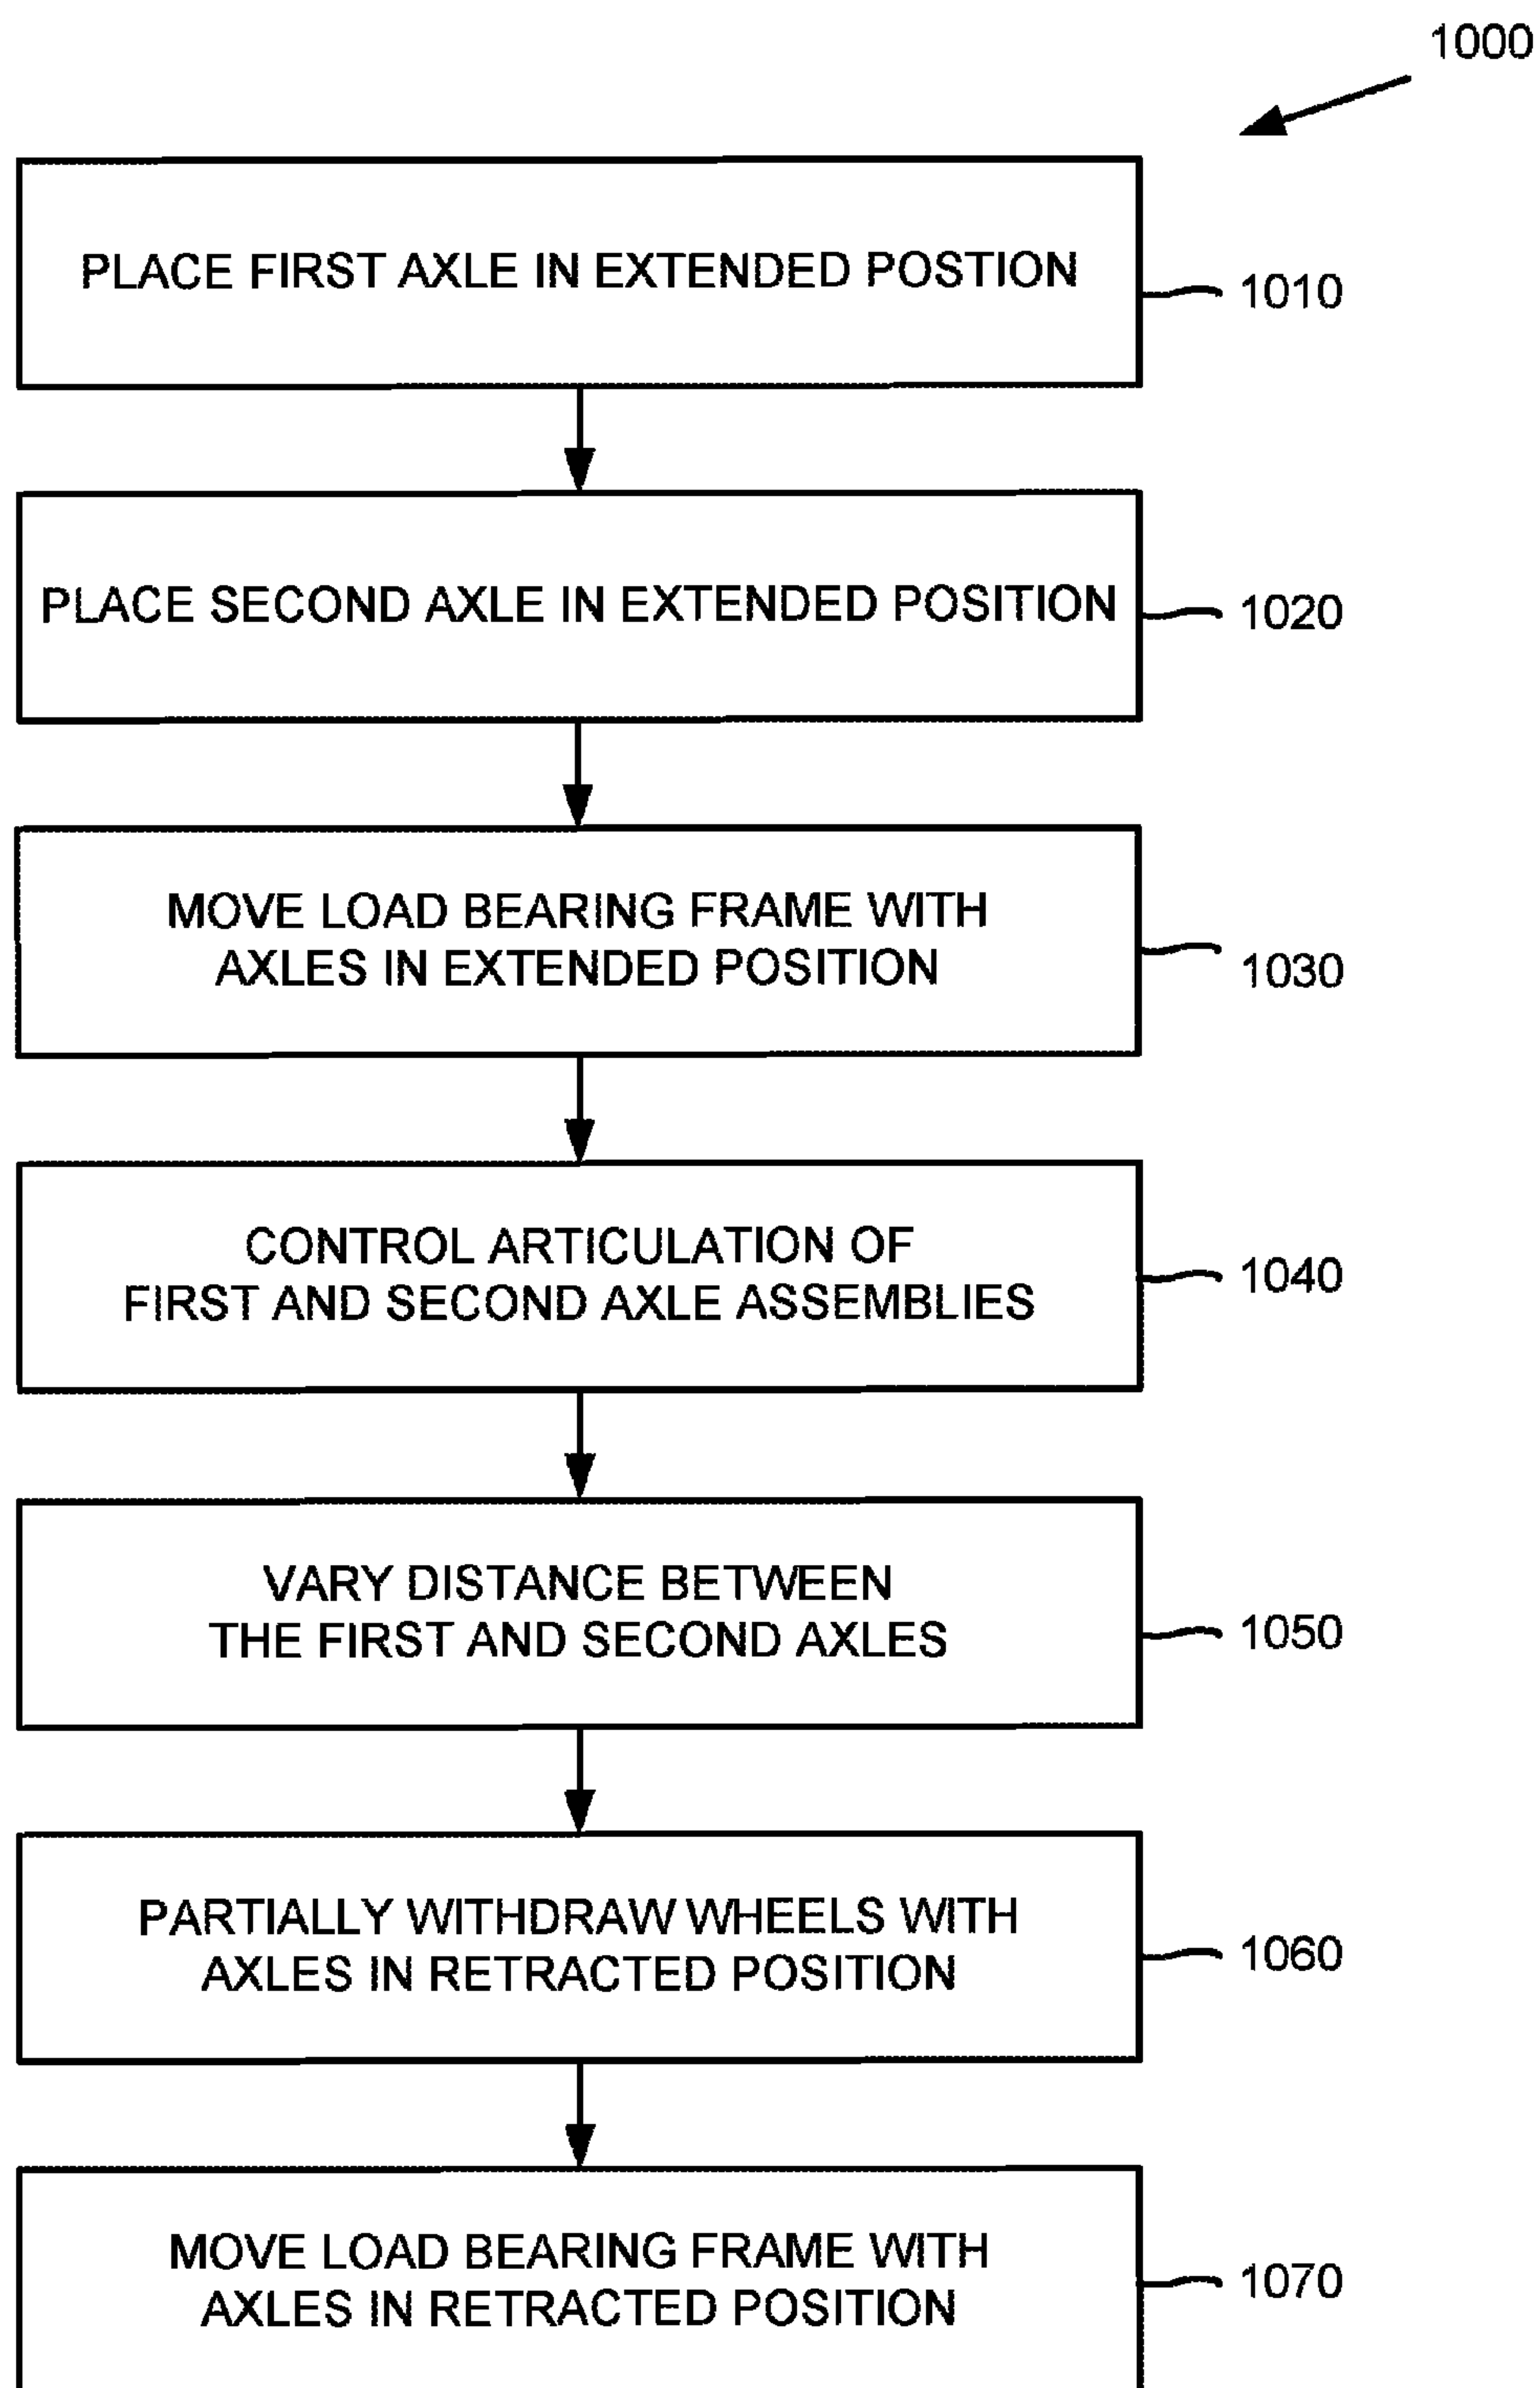 1000
PLACE FIRST AXLE IN EXTENDED POSTION
1010
PLACE SECOND AXLE IN EXTENDED POSITION
1020
MOVE LOAD BEARING FRAME WITH
AXLES IN EXTENDED POSITION
1030
CONTROL ARTICULATION OF
FIRST AND SECOND AXLE ASSEMBLIES
1040
VARY DISTANCE BETWEEN
THE FIRST AND SECOND AXLES
1050
PARTIALLY WITHDRAW WHEELS WITH
AXLES IN RETRACTED POSITION
1060
MOVE LOAD BEARING FRAME WITH
AXLES IN RETRACTED POSITION
1070